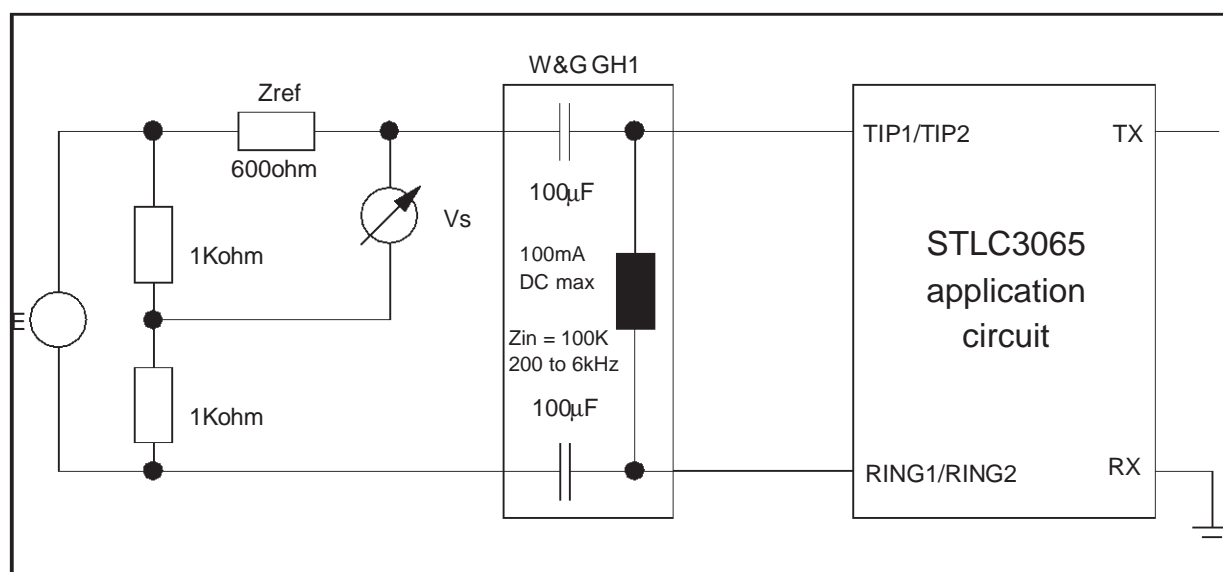 W&G GH1
Zref
600ohm
TIP1/TIP2
TX
100µF
Vs
1Kohm
100mA
DC max
STLC3065
application
circuit
E
Zin = 100K
200 to 6kHz
100µF
1Kohm
RING1/RING2
RX